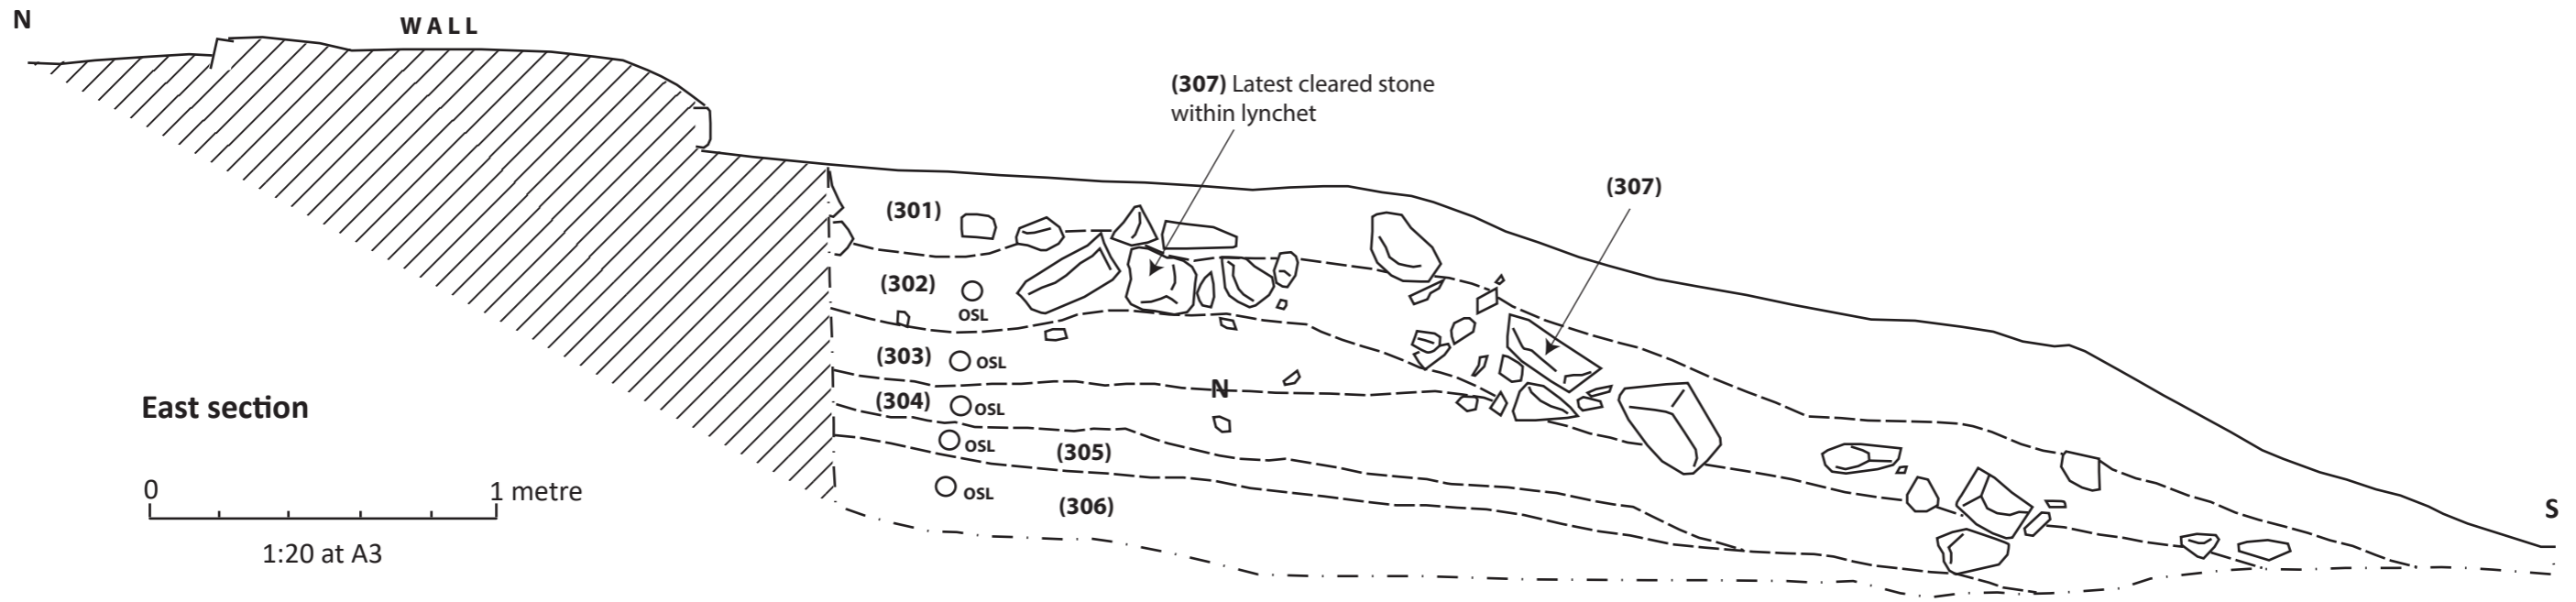 N
WALL
(307) Latest cleared stone
within lynchet
(307)
(301)
(302)
OSL
(303) OSL
N
(304) OSL
OSL (305)
OSL (306)
East section
0 1 metre
1:20 at A3
S